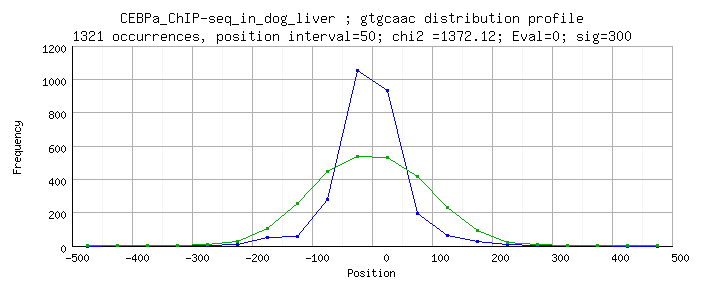 CEBPa_ChIP-seq_in_dog_liver ; gtgcaac distribution profile
1321 occurrences, position interval=50; chi2 =1372.12; Eval=0; sig=300
1200
1000
800
600
400
200
0
Frequency
-500 -400 -300 -200 -100 0 100 200 300 400 500
Position